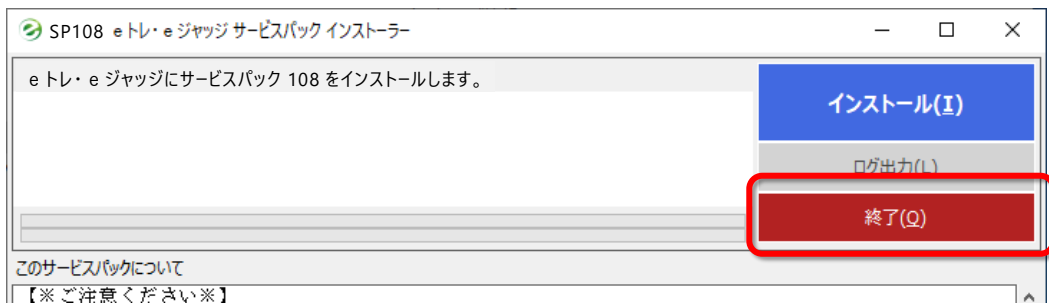 SP108 eトレ・eジャッジ サービスパック インストーラー
eトレ・eジャッジにサービスパック 108 をインストールします。
インストール(I)
ログ出力(L)
終了(Q)
このサービスパックについて
【※ご注意ください※】